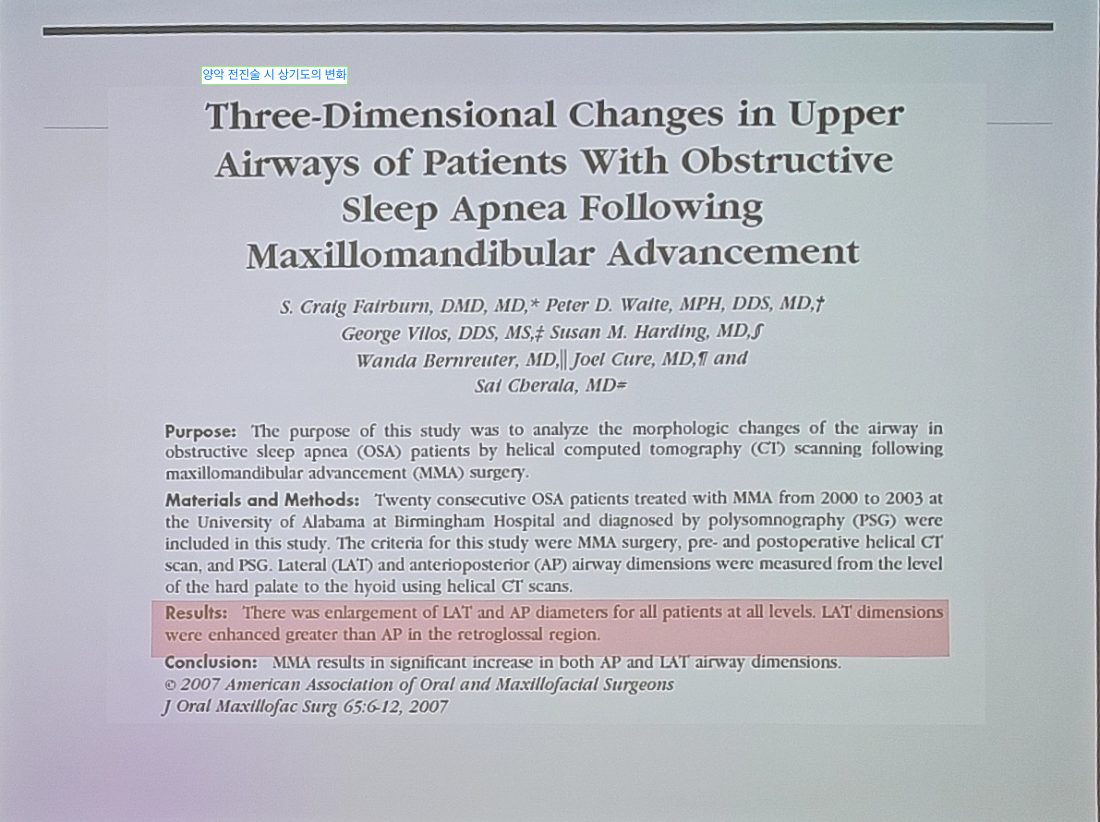 양악 전진술 시 상기도의 변화
Three-Dimensional Changes in Upper
Airways of Patients With Obstructive
Sleep Apnea Following
Maxillomandibular Advancement
S. Craig Fairburn, DMD, MD,* Peter D. Waite, MPH, DDS, MD,†
George Vilos, DDS, MS,‡ Susan M. Harding, MD,§
Wanda Bernreuter, MD,|| Joel Cure, MD,¶ and
Sai Cherala, MD#
Purpose: The purpose of this study was to analyze the morphologic changes of the airway in
obstructive sleep apnea (OSA) patients by helical computed tomography (CT) scanning following
maxillomandibular advancement (MMA) surgery.
Materials and Methods: Twenty consecutive OSA patients treated with MMA from 2000 to 2003 at
the University of Alabama at Birmingham Hospital and diagnosed by polysomnography (PSG) were
included in this study. The criteria for this study were MMA surgery, pre- and postoperative helical CT
scan, and PSG. Lateral (LAT) and anterioposterior (AP) airway dimensions were measured from the level
of the hard palate to the hyoid using helical CT scans.
Results: There was enlargement of LAT and AP diameters for all patients at all levels. LAT dimensions
were enhanced greater than AP in the retroglossal region.
Conclusion: MMA results in significant increase in both AP and LAT airway dimensions.
© 2007 American Association of Oral and Maxillofacial Surgeons
J Oral Maxillofac Surg 65:6-12, 2007